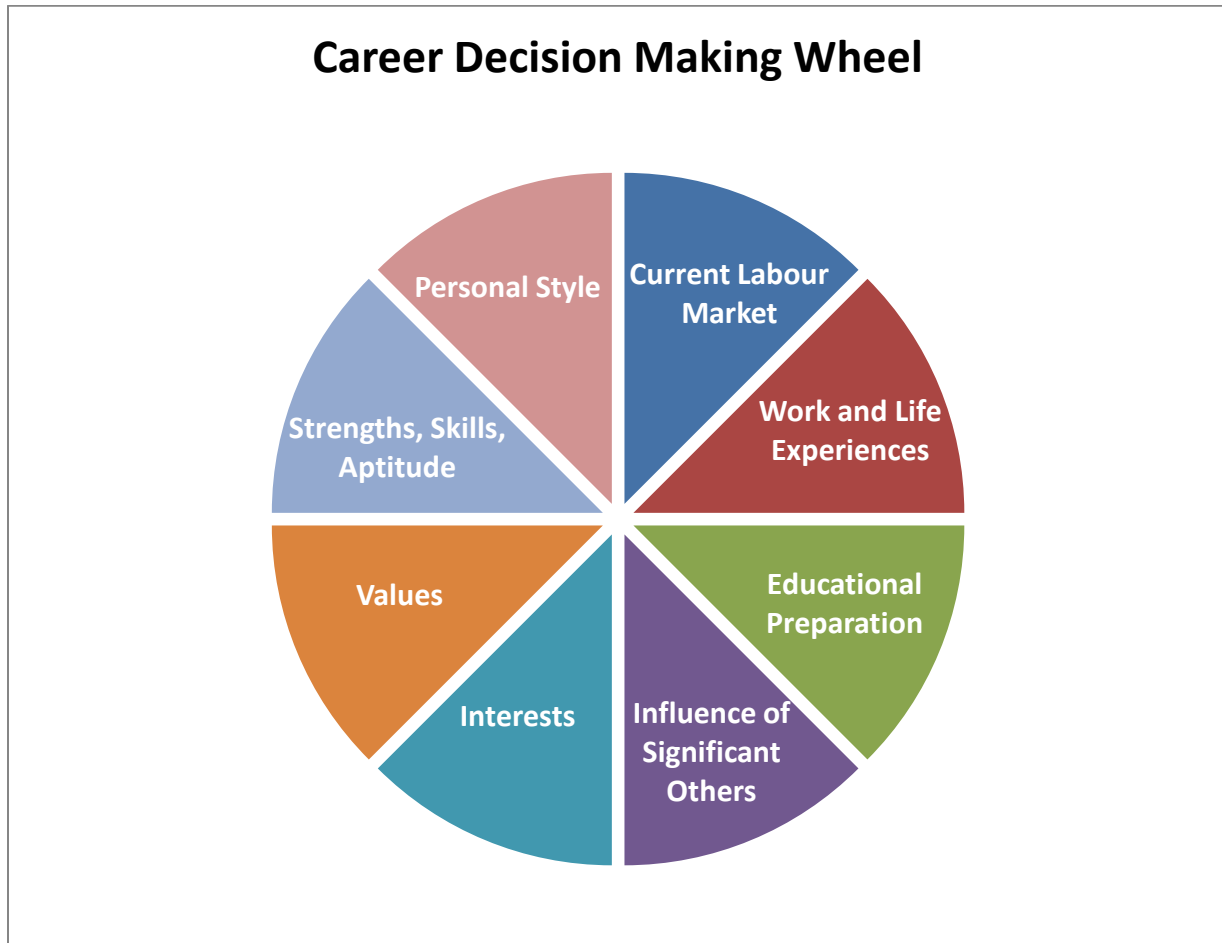 Career Decision Making Wheel
Personal Style
Current Labour
Market
Strengths, Skills,
Aptitude
Work and Life
Experiences
Values
Educational
Preparation
Interests
Influence of
Significant
Others